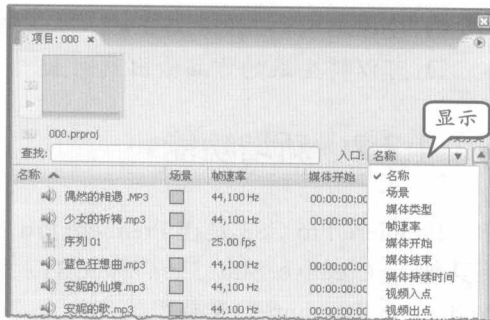 项目: 000 ×
显示
000.prproj
查找:
入口: 名称
名称 场景 帧速率 媒体开始
偶然的相遇 .MP3 44,100 Hz 00:00:00:00
少女的祈祷.mp3 44,100 Hz 00:00:00:00
序列 01 25.00 fps
蓝色狂想曲.mp3 44,100 Hz 00:00:00:00
安妮的仙境.mp3 44,100 Hz 00:00:00:00
安妮的歌.mp3 44,100 Hz 00:00:00:00
✓ 名称
场景
媒体类型
帧速率
媒体开始
媒体结束
媒体持续时间
视频入点
视频出点